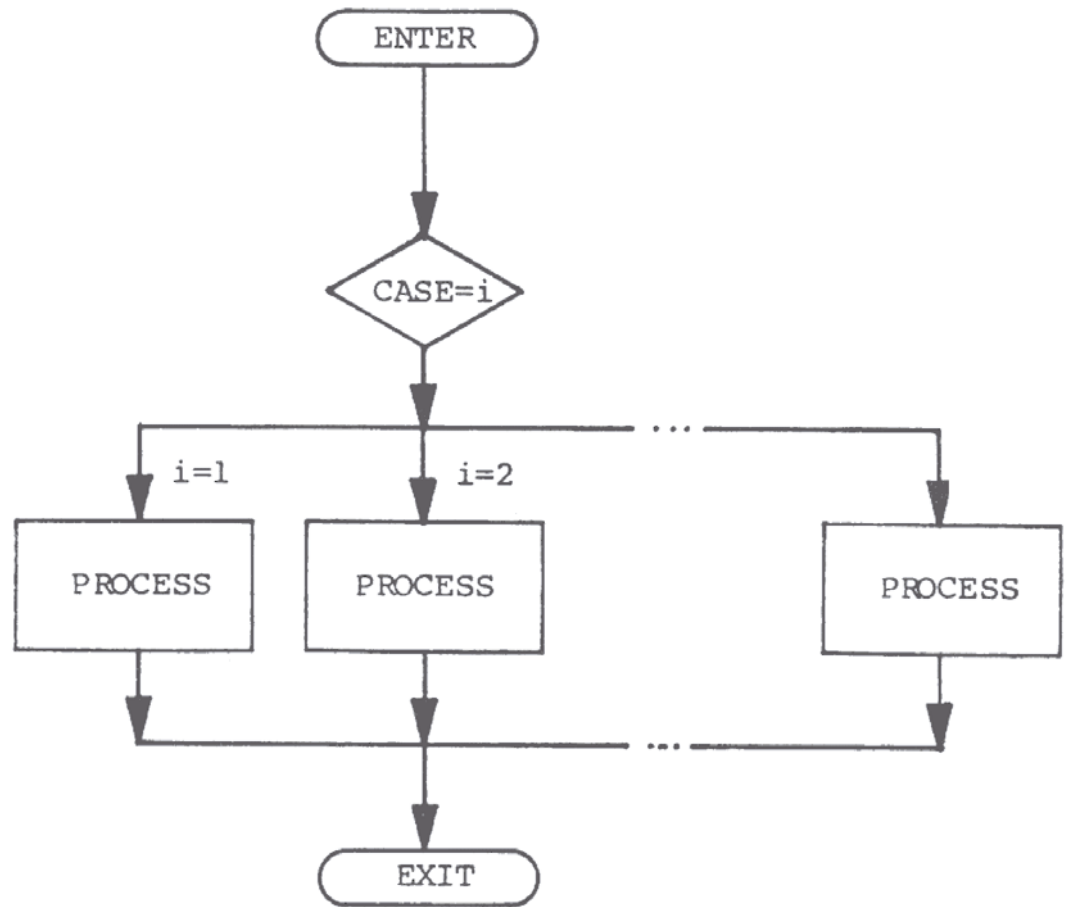 ENTER
CASE=i
...
i=1
i=2
PROCESS
PROCESS
PROCESS
...
EXIT